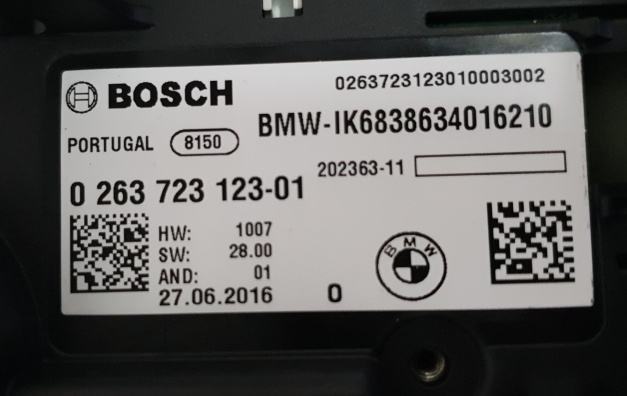 BOSCH
0263723123010003002
PORTUGAL 8150
BMW-IK6838634016210
202363-11
0 263 723 123-01
HW: 1007
SW: 28.00
AND: 01
27.06.2016 0
BMW